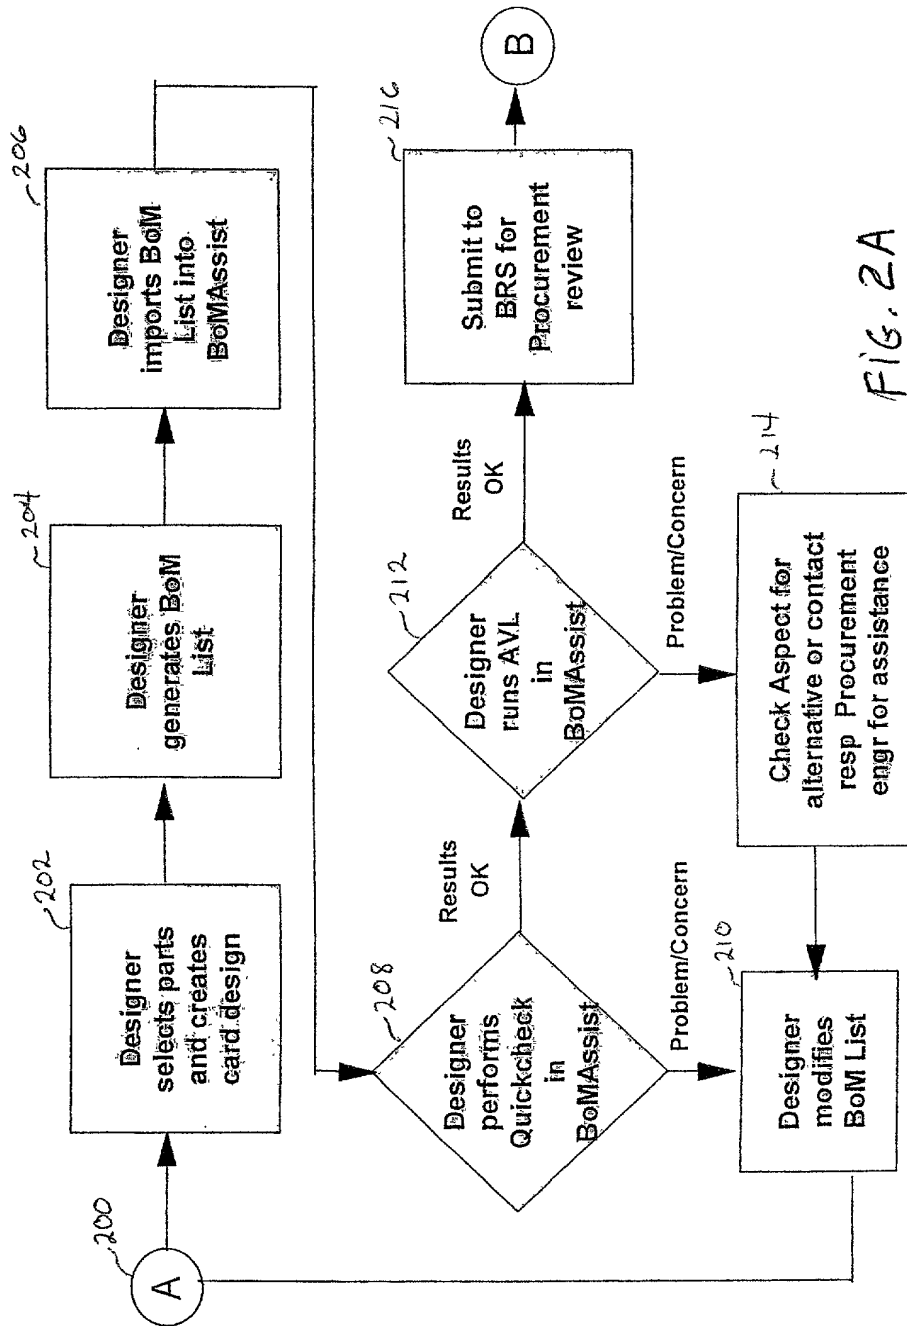 200
A
202
Designer
selects parts
and creates
card design
204
Designer
generates BoM
List
206
Designer
imports BoM
List into
BoMAssist
208
Designer
performs
Quickcheck
in
BoMAssist
Results
OK
Problem/Concern
210
Designer
modifies
BoM List
212
Designer
runs AVL
in
BoMAssist
Results
OK
Problem/Concern
214
Check Aspect for
alternative or contact
resp Procurement
engr for assistance
216
Submit to
BRS for
Procurement
review
B
FIG. 2A